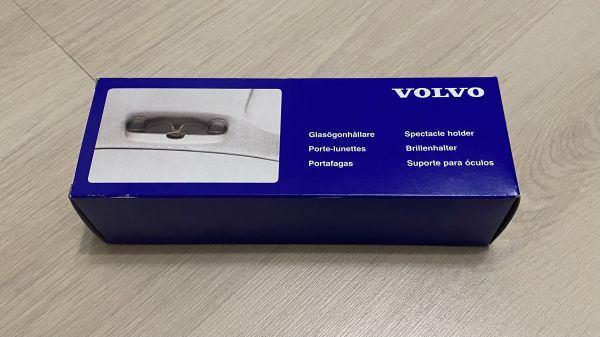 VOLVO
Glasögonhållare
Porte-lunettes
Portafagas
Spectacle holder
Brillenhalter
Suporte para óculos